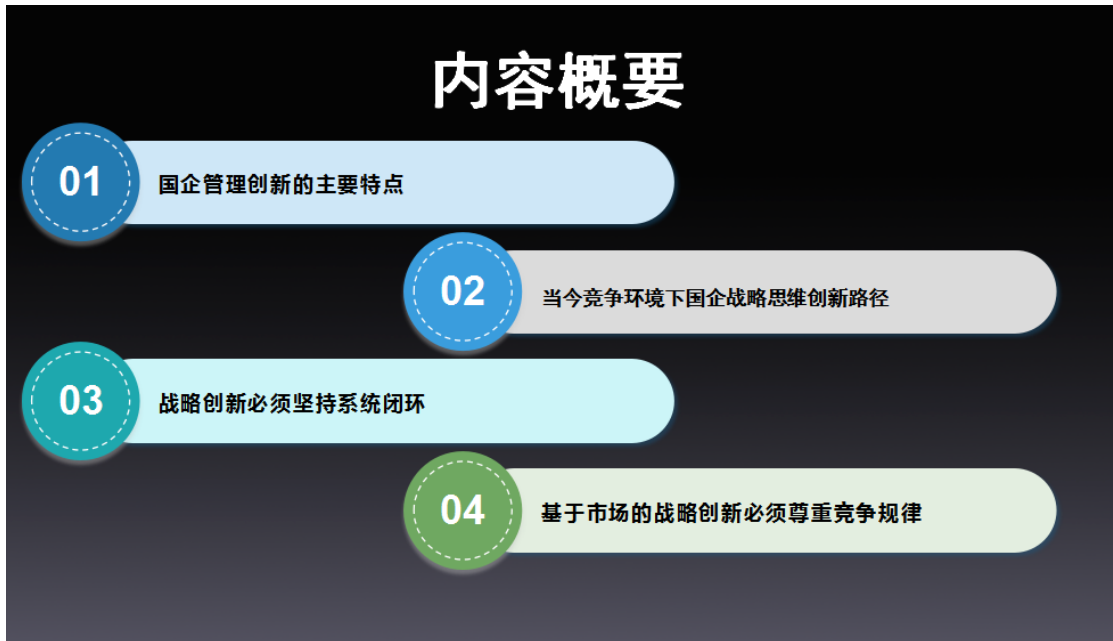 内容概要
01
国企管理创新的主要特点
02
当今竞争环境下国企战略思维创新路径
03
战略创新必须坚持系统闭环
04
基于市场的战略创新必须尊重竞争规律